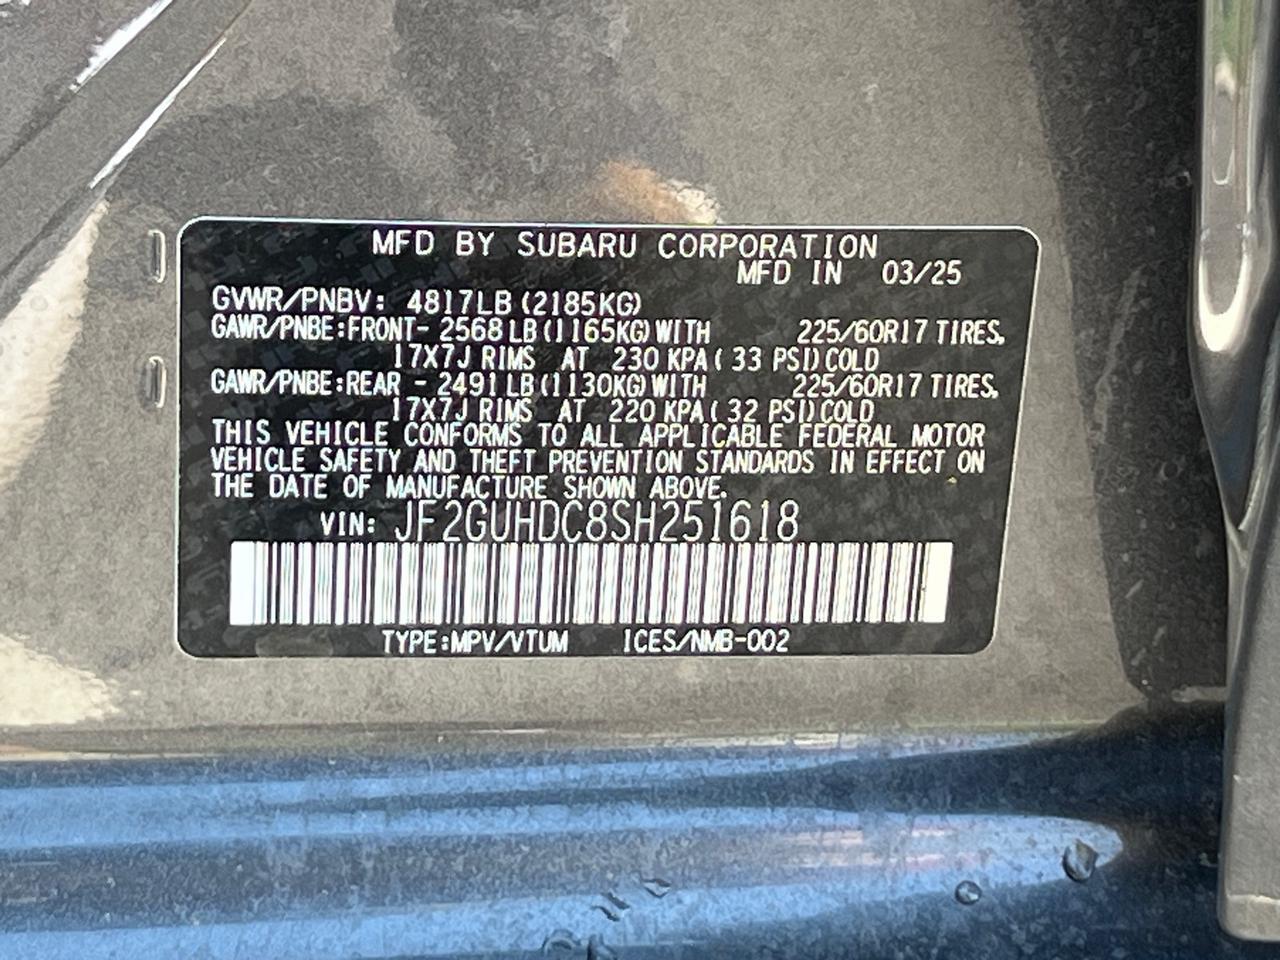 MFD BY SUBARU CORPORATION
MFD IN 03/25
GVWR/PNBV: 4817LB (2185KG)
GAWR/PNBE:FRONT- 2568 LB (1165KG) WITH 225/60R17 TIRES.
17X7J RIMS AT 230 KPA ( 33 PSI) COLD
GAWR/PNBE:REAR - 2491 LB (1130KG) WITH 225/60R17 TIRES.
17X7J RIMS AT 220 KPA ( 32 PSI) COLD
THIS VEHICLE CONFORMS TO ALL APPLICABLE FEDERAL MOTOR
VEHICLE SAFETY AND THEFT PREVENTION STANDARDS IN EFFECT ON
THE DATE OF MANUFACTURE SHOWN ABOVE.
VIN: JF2GUHDC8SH251618
TYPE:MPV/VTUM ICES/NMB-002